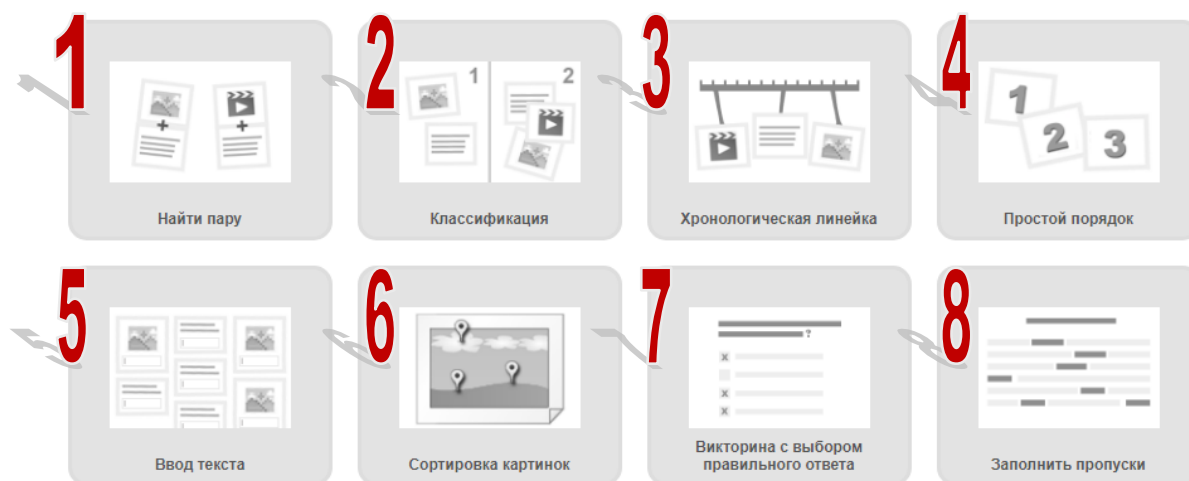 1
2
3
4
1
2
1
2
3
Найти пару
Классификация
Хронологическая линейка
Простой порядок
5
6
7
8
?
x
x
x
Ввод текста
Сортировка картинок
Викторина с выбором
правильного ответа
Заполнить пропуски